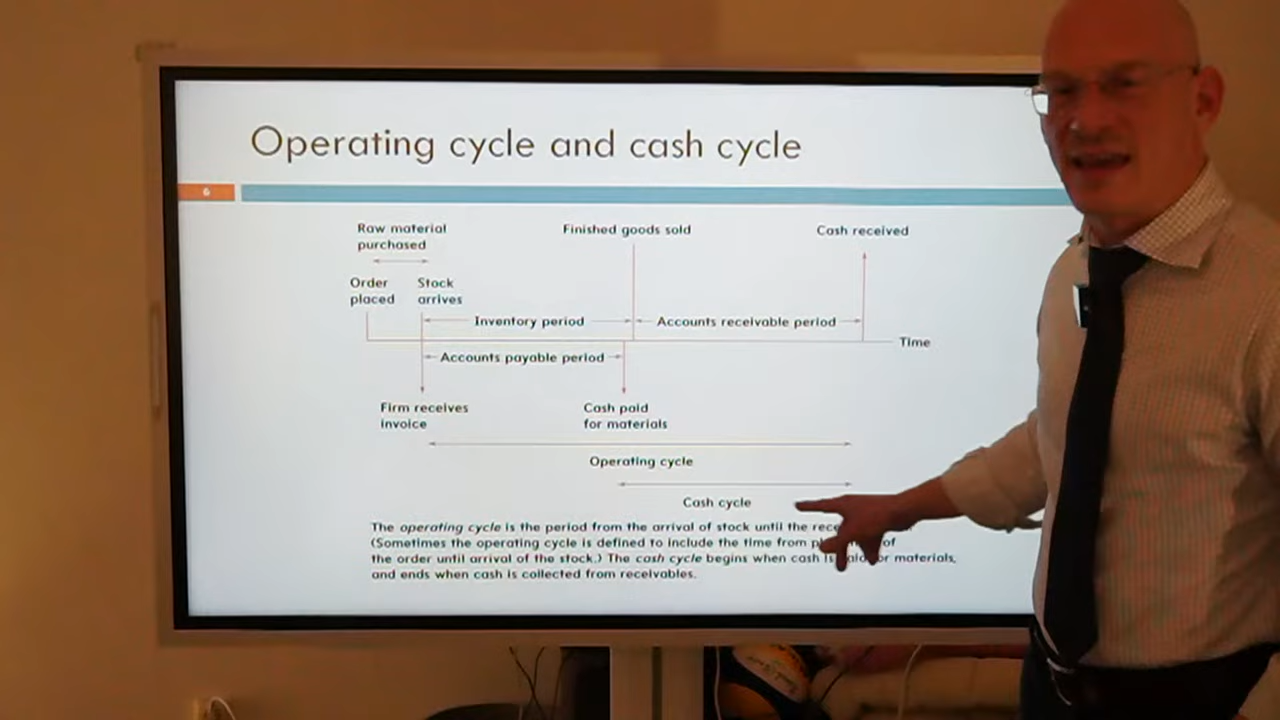 Operating cycle and cash cycle
6
Raw material
purchased
Finished goods sold
Cash received
Order
placed
Stock
arrives
Inventory period
Accounts receivable period
Time
Accounts payable period
Firm receives
invoice
Cash paid
for materials
Operating cycle
Cash cycle
The operating cycle is the period from the arrival of stock until the
(Sometimes the operating cycle is defined to include the time from of
the order until arrival of the stock.) The cash cycle begins when cash is materials,
and ends when cash is collected from receivables.